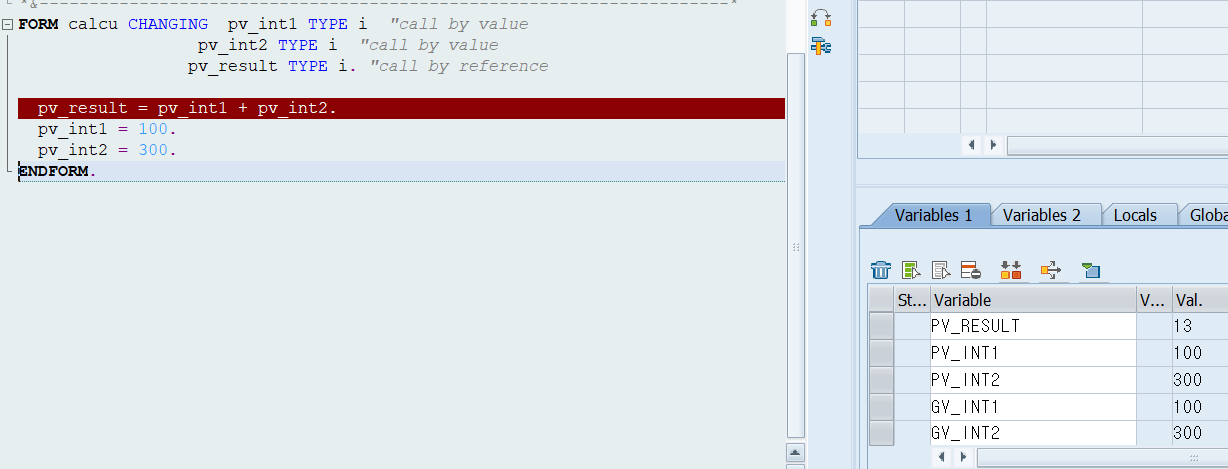 *&---------------------------------------------------------------------*
FORM calcu CHANGING pv_int1 TYPE i "call by value
pv_int2 TYPE i "call by value
pv_result TYPE i. "call by reference
pv_result = pv_int1 + pv_int2.
pv_int1 = 100.
pv_int2 = 300.
ENDFORM.
Variables 1 Variables 2 Locals Globa
St... Variable V... Val.
PV_RESULT 13
PV_INT1 100
PV_INT2 300
GV_INT1 100
GV_INT2 300